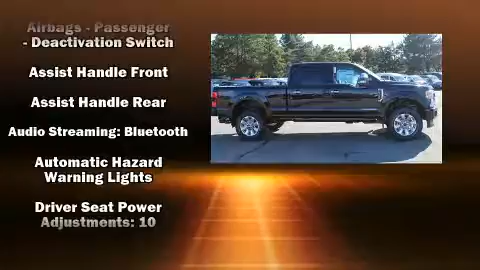 Airbags - Passenger
- Deactivation Switch
Assist Handle Front
Assist Handle Rear
Audio Streaming: Bluetooth
Automatic Hazard
Warning Lights
Driver Seat Power
Adjustments: 10